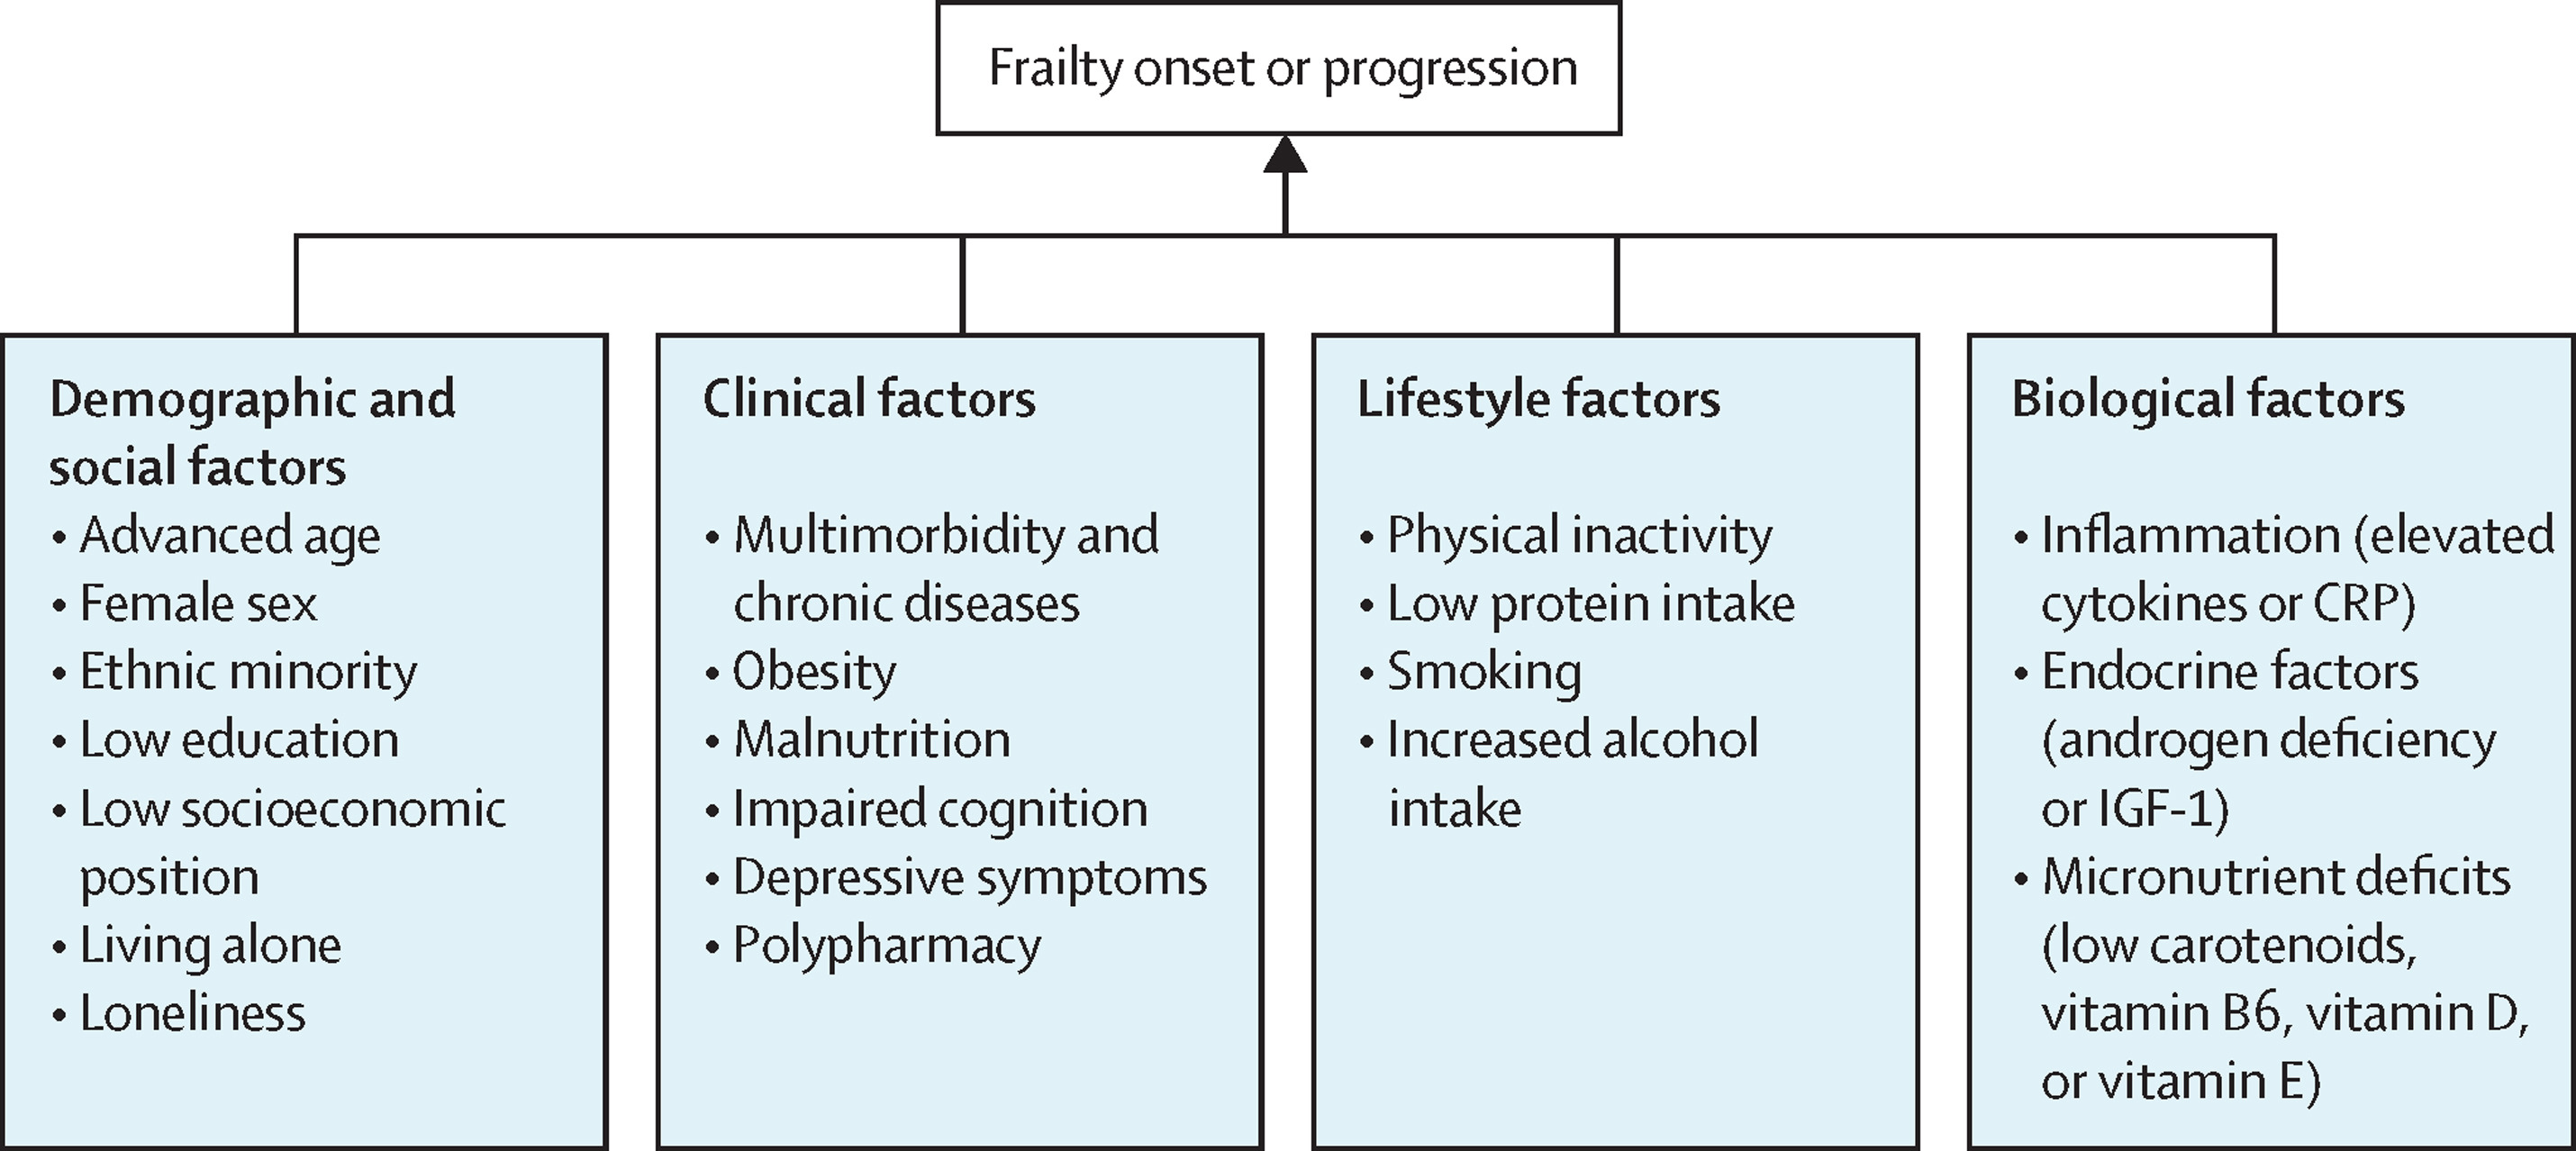 Frailty onset or progression
Demographic and
social factors
• Advanced age
• Female sex
• Ethnic minority
• Low education
• Low socioeconomic
position
• Living alone
• Loneliness
Clinical factors
• Multimorbidity and
chronic diseases
• Obesity
• Malnutrition
• Impaired cognition
• Depressive symptoms
• Polypharmacy
Lifestyle factors
• Physical inactivity
• Low protein intake
• Smoking
• Increased alcohol
intake
Biological factors
• Inflammation (elevated
cytokines or CRP)
• Endocrine factors
(androgen deficiency
or IGF-1)
• Micronutrient deficits
(low carotenoids,
vitamin B6, vitamin D,
or vitamin E)